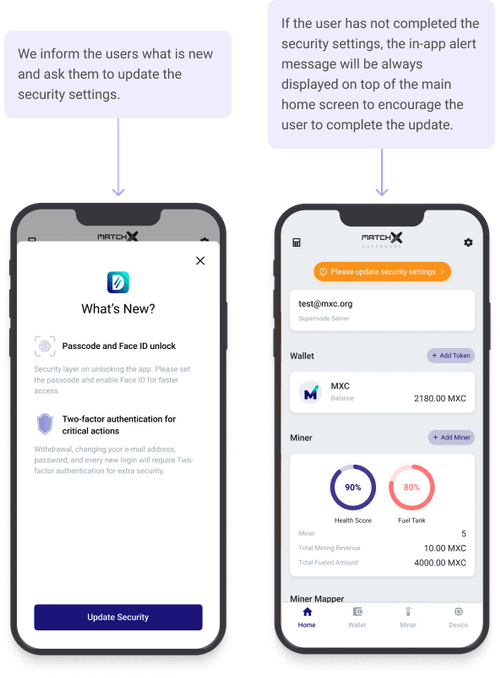 We inform the users what is new
and ask them to update the
security settings.
If the user has not completed the
security settings, the in-app alert
message will be always
displayed on top of the main
home screen to encourage the
user to complete the update.
MATCHX
What's New?
Passcode and Face ID unlock
Security layer on unlocking the app. Please set
the passcode and enable Face ID for faster
access.
Two-factor authentication for
critical actions
Withdrawal, changing your e-mail address,
password, and every new login will require Two-
factor authentication for extra security.
Update Security
MATCHX
SUPERNODE
Please update security settings
test@mxc.org
Supernode Server
Wallet
+ Add Token
MXC
Balance
2180.00 MXC
Miner
+ Add Miner
90%
80%
Health Score
Fuel Tank
Miner 5
Total Mining Revenue 10.00 MXC
Total Fueled Amount 4000.00 MXC
Miner Mapper
Home
Wallet
Miner
Device